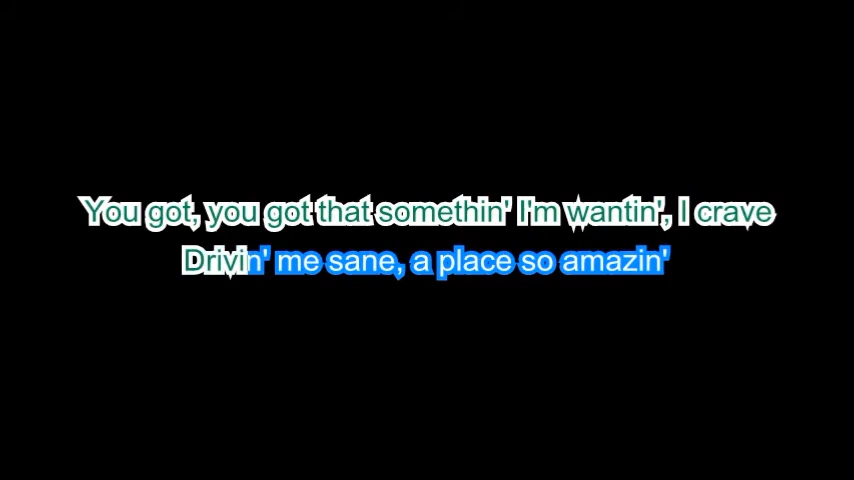 You got, you got that somethin' I'm wantin', I crave
Drivin' me sane, a place so amazin'